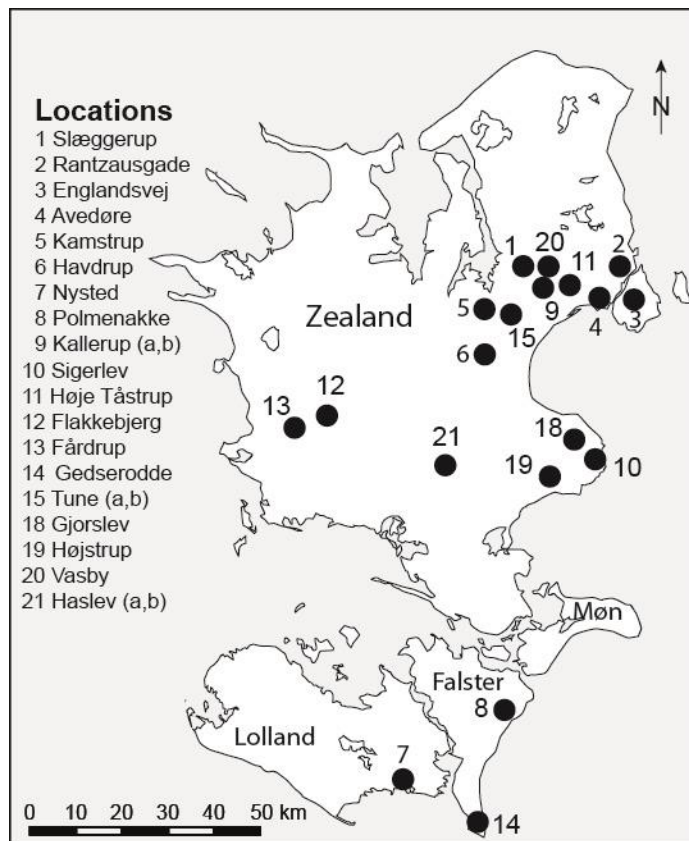 Locations
1 Slæggerup
2 Rantzausgade
3 Englandsvej
4 Avedøre
5 Kamstrup
6 Havdrup
7 Nysted
8 Polmenakke
9 Kallerup (a,b)
10 Sigerlev
11 Høje Tåstrup
12 Flakkebjerg
13 Fårdrup
14 Gedserodde
15 Tune (a,b)
18 Gjorslev
19 Højstrup
20 Vasby
21 Haslev (a,b)
N
1 20 2
11
9 4 3
5 15
Zealand
6
12
13
18
21 10
19
Møn
Falster
8
Lolland
7
14
0 10 20 30 40 50 km